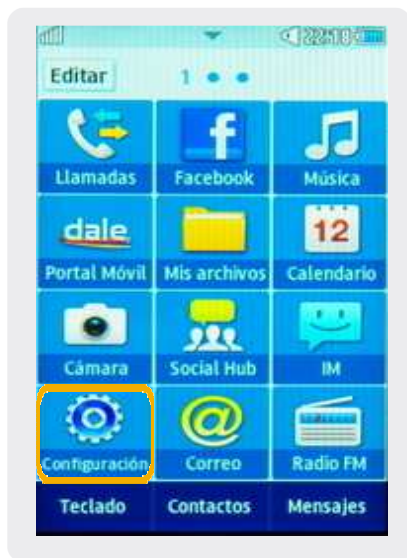 22:18
Editar 1
Llamadas Facebook Música
dale
12
Portal Móvil Mis archivos Calendario
Cámara Social Hub IM
Configuración Correo Radio FM
Teclado Contactos Mensajes